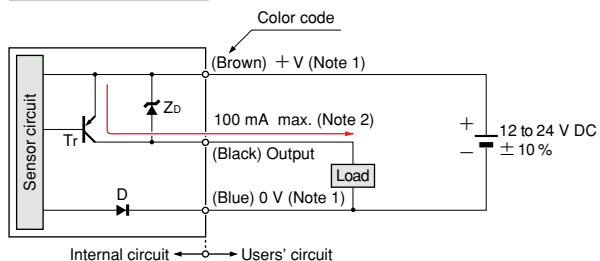 Color code
(Brown) + V (Note 1)
Sensor circuit
Tr
ZD
100 mA max. (Note 2)
(Black) Output
+
−
12 to 24 V DC
± 10 %
Load
D
(Blue) 0 V (Note 1)
Internal circuit
Users' circuit